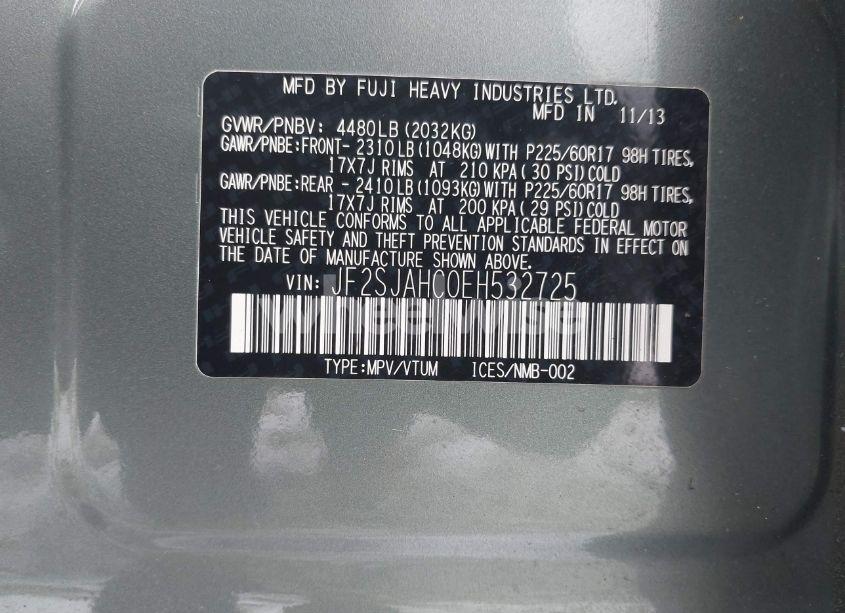 MFD BY FUJI HEAVY INDUSTRIES LTD.
MFD IN 11/13
GVWR/PNBV: 4480LB(2032KG)
GAWR/PNBE:FRONT- 2310LB(1048KG)WITH P225/60R17 98H TIRES,
17X7J RIMS AT 210 KPA(30 PSI)COLD
GAWR/PNBE:REAR - 2410LB(1093KG)WITH P225/60R17 98H TIRES,
17X7J RIMS AT 200 KPA(29 PSI)COLD
THIS VEHICLE CONFORMS TO ALL APPLICABLE FEDERAL MOTOR
VEHICLE SAFETY AND THEFT PREVENTION STANDARDS IN EFFECT ON
THE DATE OF MANUFACTURE SHOWN ABOVE.
VIN: JF2SJAHC0EH532725
wheelwise
TYPE:MPV/VTUM ICES/NMB-002